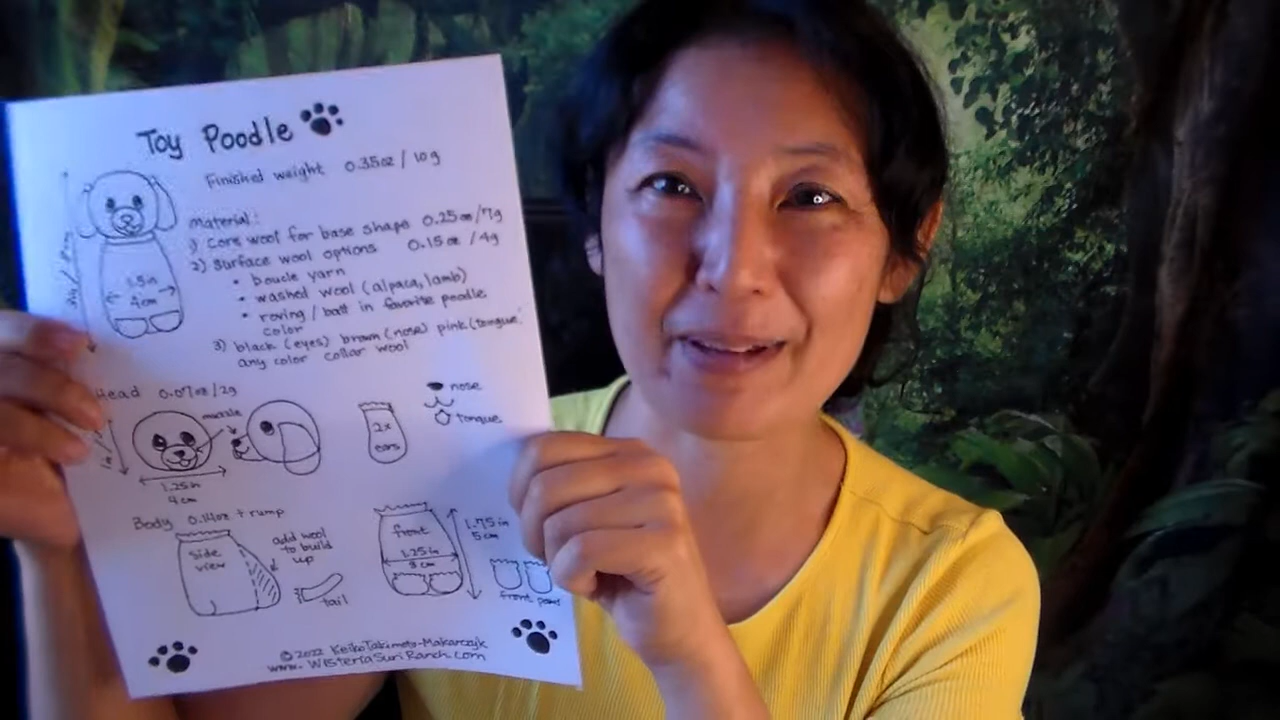 Toy Poodle
Finished weight 0.35oz / 10g
material:
1) Core wool for base shape 0.25oz/7g
2) Surface wool options 0.15oz / 4g
• boucle yarn
• washed wool (alpaca, lamb)
• roving / batt in favorite poodle
color
3) black (eyes) brown (nose) pink (tongue)
any color collar wool
1.5in
4cm
Head 0.07oz/2g
muzzle
2x
ears
nose
tongue
1.25in
4cm
Body 0.14oz + rump
side
view
add wool
to build
up
tail
front
1.25in
3cm
1.75in
5cm
front paws
©2022 Keiko Takimoto-Makarczyk
www.WisteriaSuriRanch.com